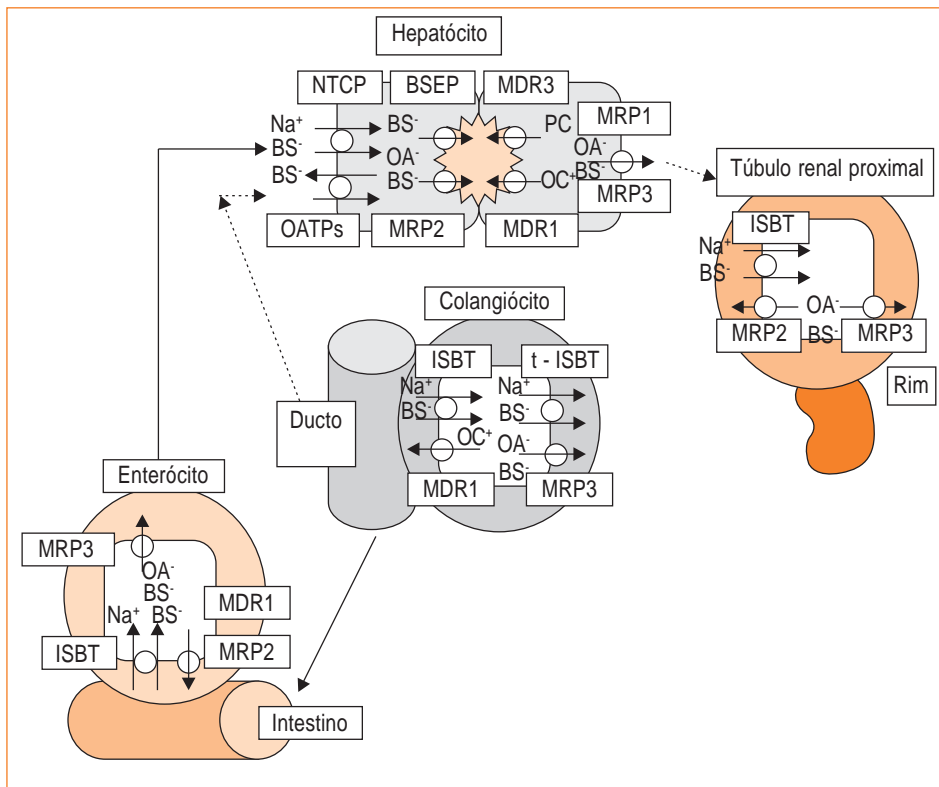 Hepatócito
NTCP
BSEP
MDR3
MRP1
Na⁺
BS⁻
BS⁻
BS⁻
OA⁻
BS⁻
PC
OC⁺
OA⁻
BS⁻
MRP3
OATPs
MRP2
MDR1
Túbulo renal proximal
ISBT
Na⁺
BS⁻
OA⁻
BS⁻
MRP2
MRP3
Rim
Colangiócito
ISBT
t - ISBT
Na⁺
BS⁻
OC⁺
Na⁺
BS⁻
OA⁻
BS⁻
MDR1
MRP3
Ducto
Enterócito
MRP3
OA⁻
BS⁻
Na⁺ BS⁻
MDR1
ISBT
MRP2
Intestino